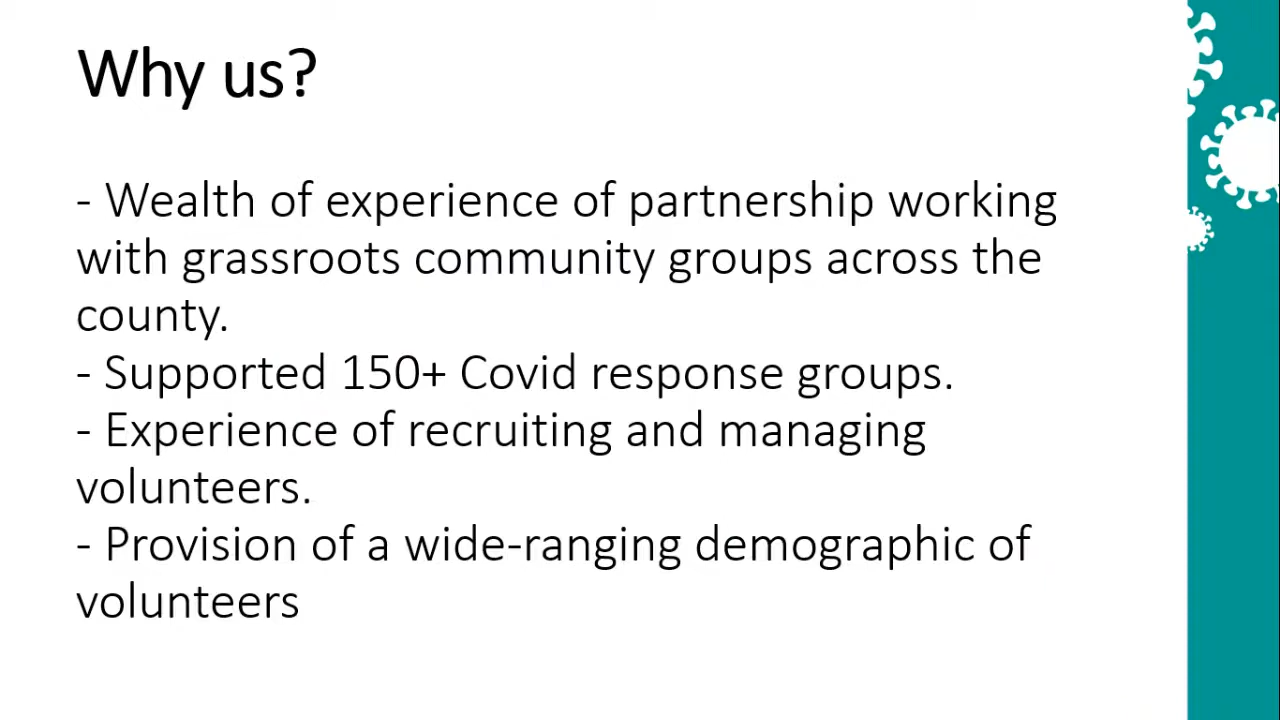 Why us?
- Wealth of experience of partnership working
with grassroots community groups across the
county.
- Supported 150+ Covid response groups.
- Experience of recruiting and managing
volunteers.
- Provision of a wide-ranging demographic of
volunteers